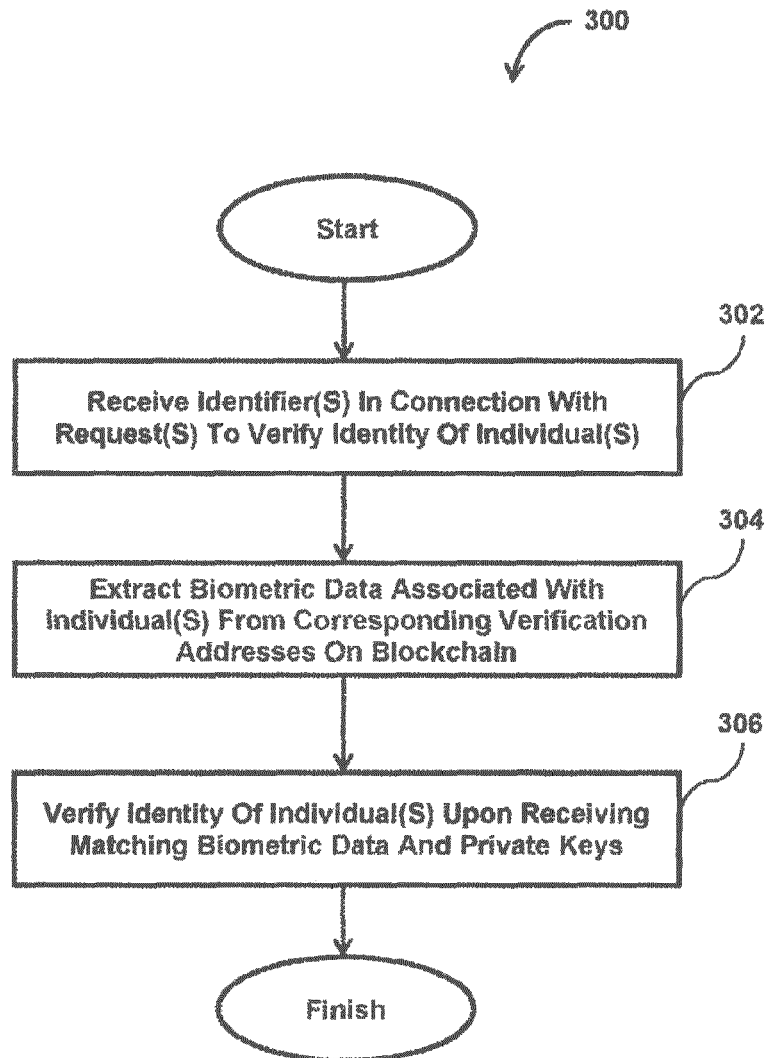 300
Start
302
Receive Identifier(S) In Connection With
Request(S) To Verify Identity Of Individual(S)
304
Extract Biometric Data Associated With
Individual(S) From Corresponding Verification
Addresses On Blockchain
306
Verify Identity Of Individual(S) Upon Receiving
Matching Biometric Data And Private Keys
Finish